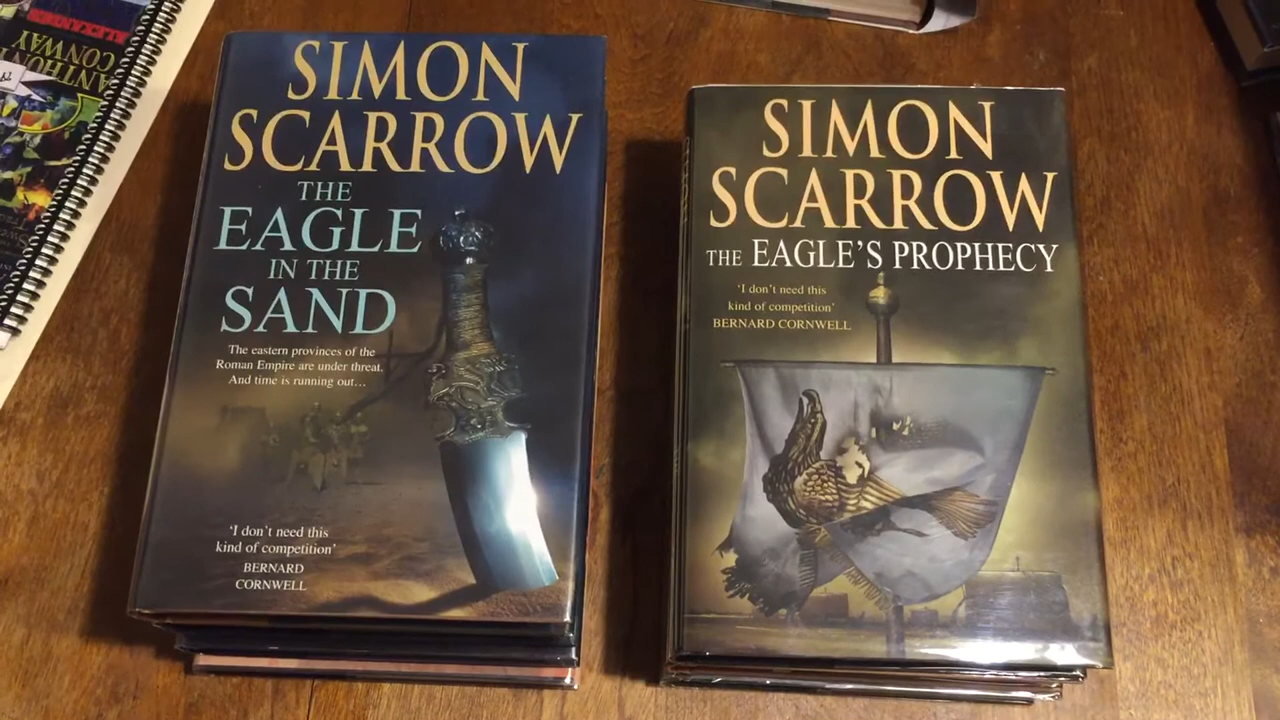 ALEXANDER
CONWAY
SIMON
SCARROW
THE
EAGLE
IN THE
SAND
The eastern provinces of the
Roman Empire are under threat.
And time is running out...
'I don't need this
kind of competition'
BERNARD
CORNWELL
SIMON
SCARROW
THE EAGLE'S PROPHECY
'I don't need this
kind of competition'
BERNARD CORNWELL